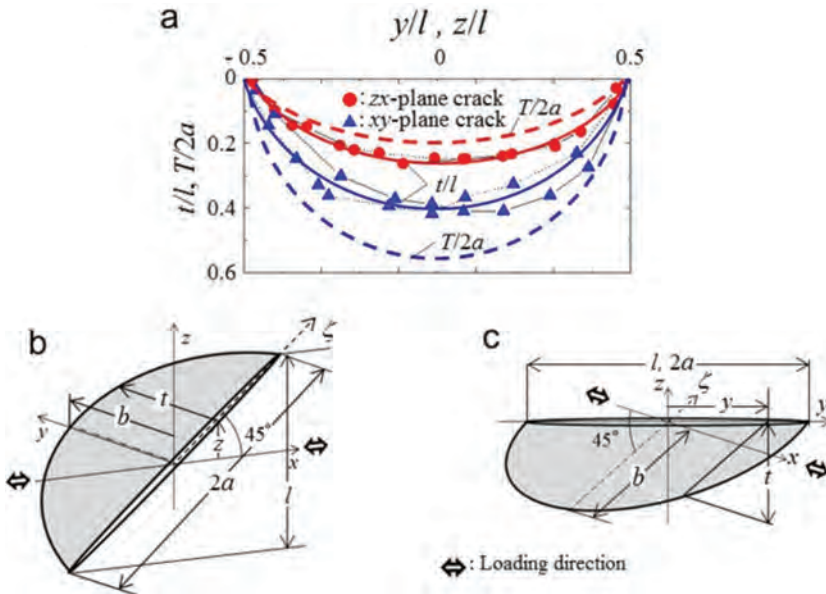 a
y/l , z/l
- 0.5 0 0.5
0
0.2
0.4
0.6
t/l, T/2a
: zx-plane crack
: xy-plane crack
T/2a
t/l
T/2a
b
z
ζ
t
b
y
z
45°
x
2a
l
c
l, 2a
z
ζ
y
y
45°
x
b
t
: Loading direction